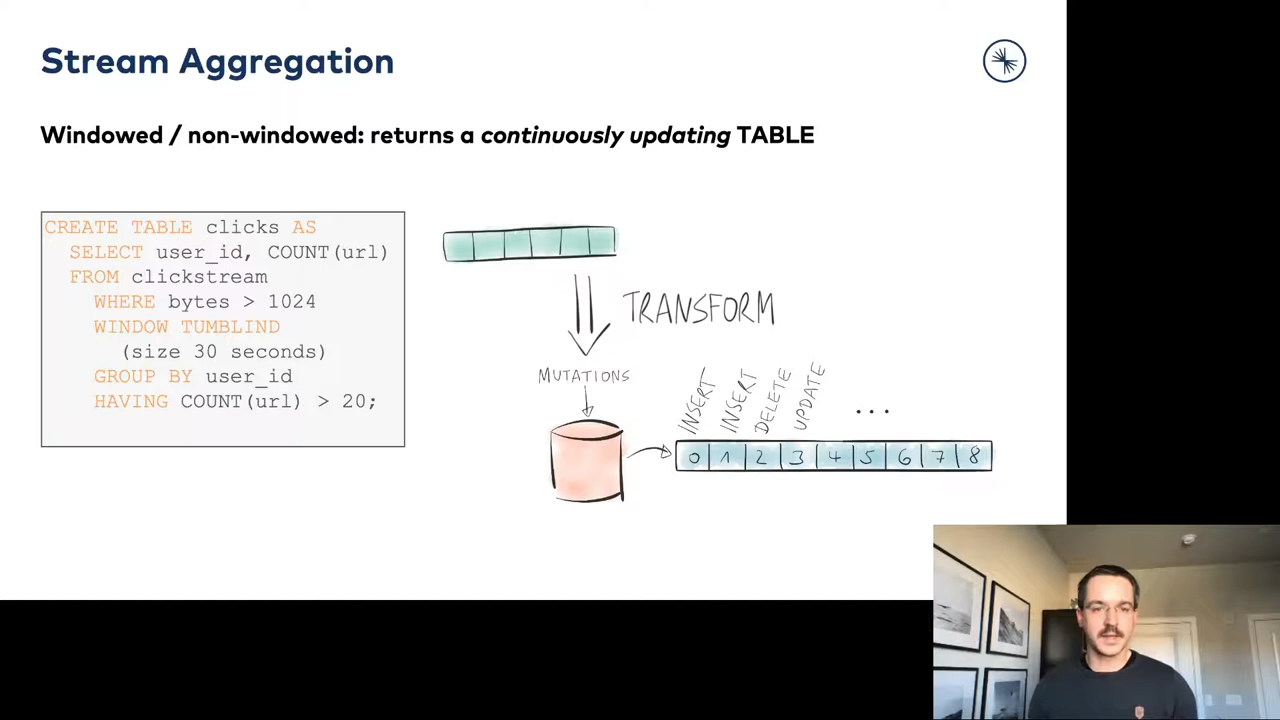 Stream Aggregation
Windowed / non-windowed: returns a continuously updating TABLE
CREATE TABLE clicks AS
SELECT user_id, COUNT(url)
FROM clickstream
WHERE bytes > 1024
WINDOW TUMBLIND
(size 30 seconds)
GROUP BY user_id
HAVING COUNT(url) > 20;
TRANSFORM
MUTATIONS
INSERT
INSERT
DELETE
UPDATE
...
0 1 2 3 4 5 6 7 8